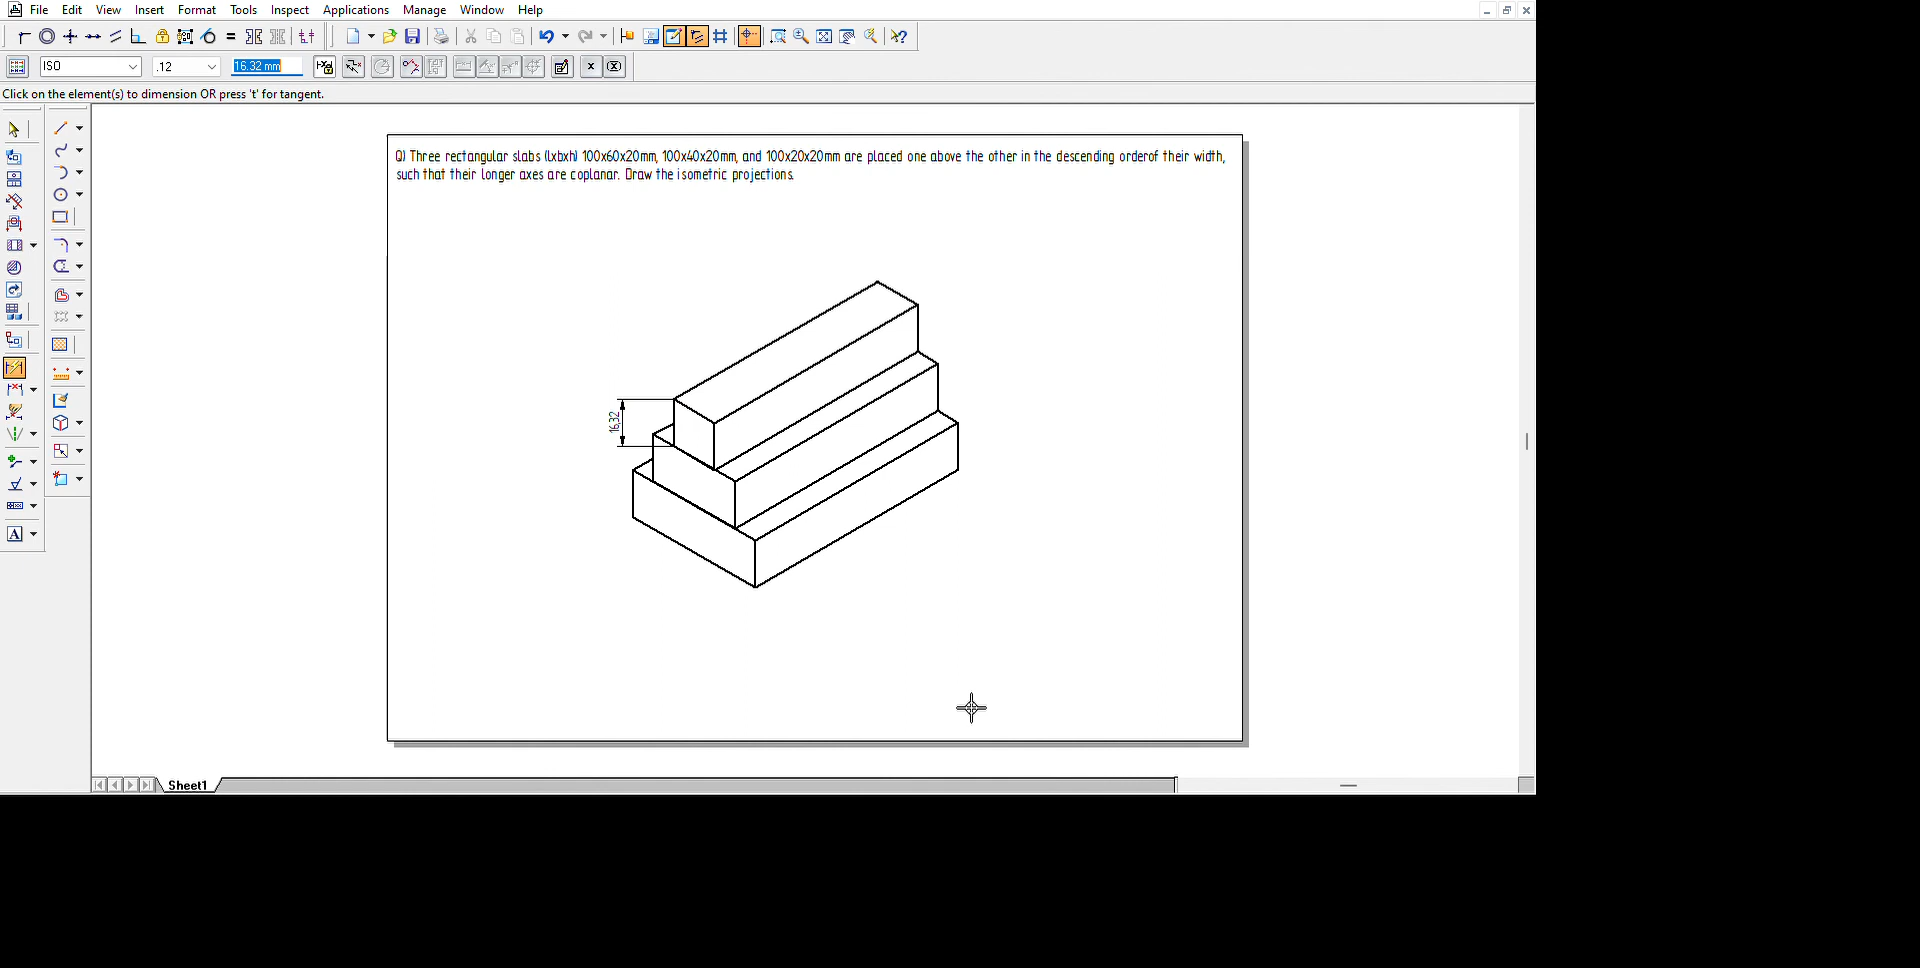 File Edit View Insert Format Tools Inspect Applications Manage Window Help
ISO .12 16.32 mm
Click on the element(s) to dimension OR press 't' for tangent.
Q) Three rectangular slabs (lxbxh) 100x60x20mm, 100x40x20mm, and 100x20x20mm are placed one above the other in the descending orderof their width,
such that their longer axes are coplanar. Draw the isometric projections.
16,32
A
Sheet1